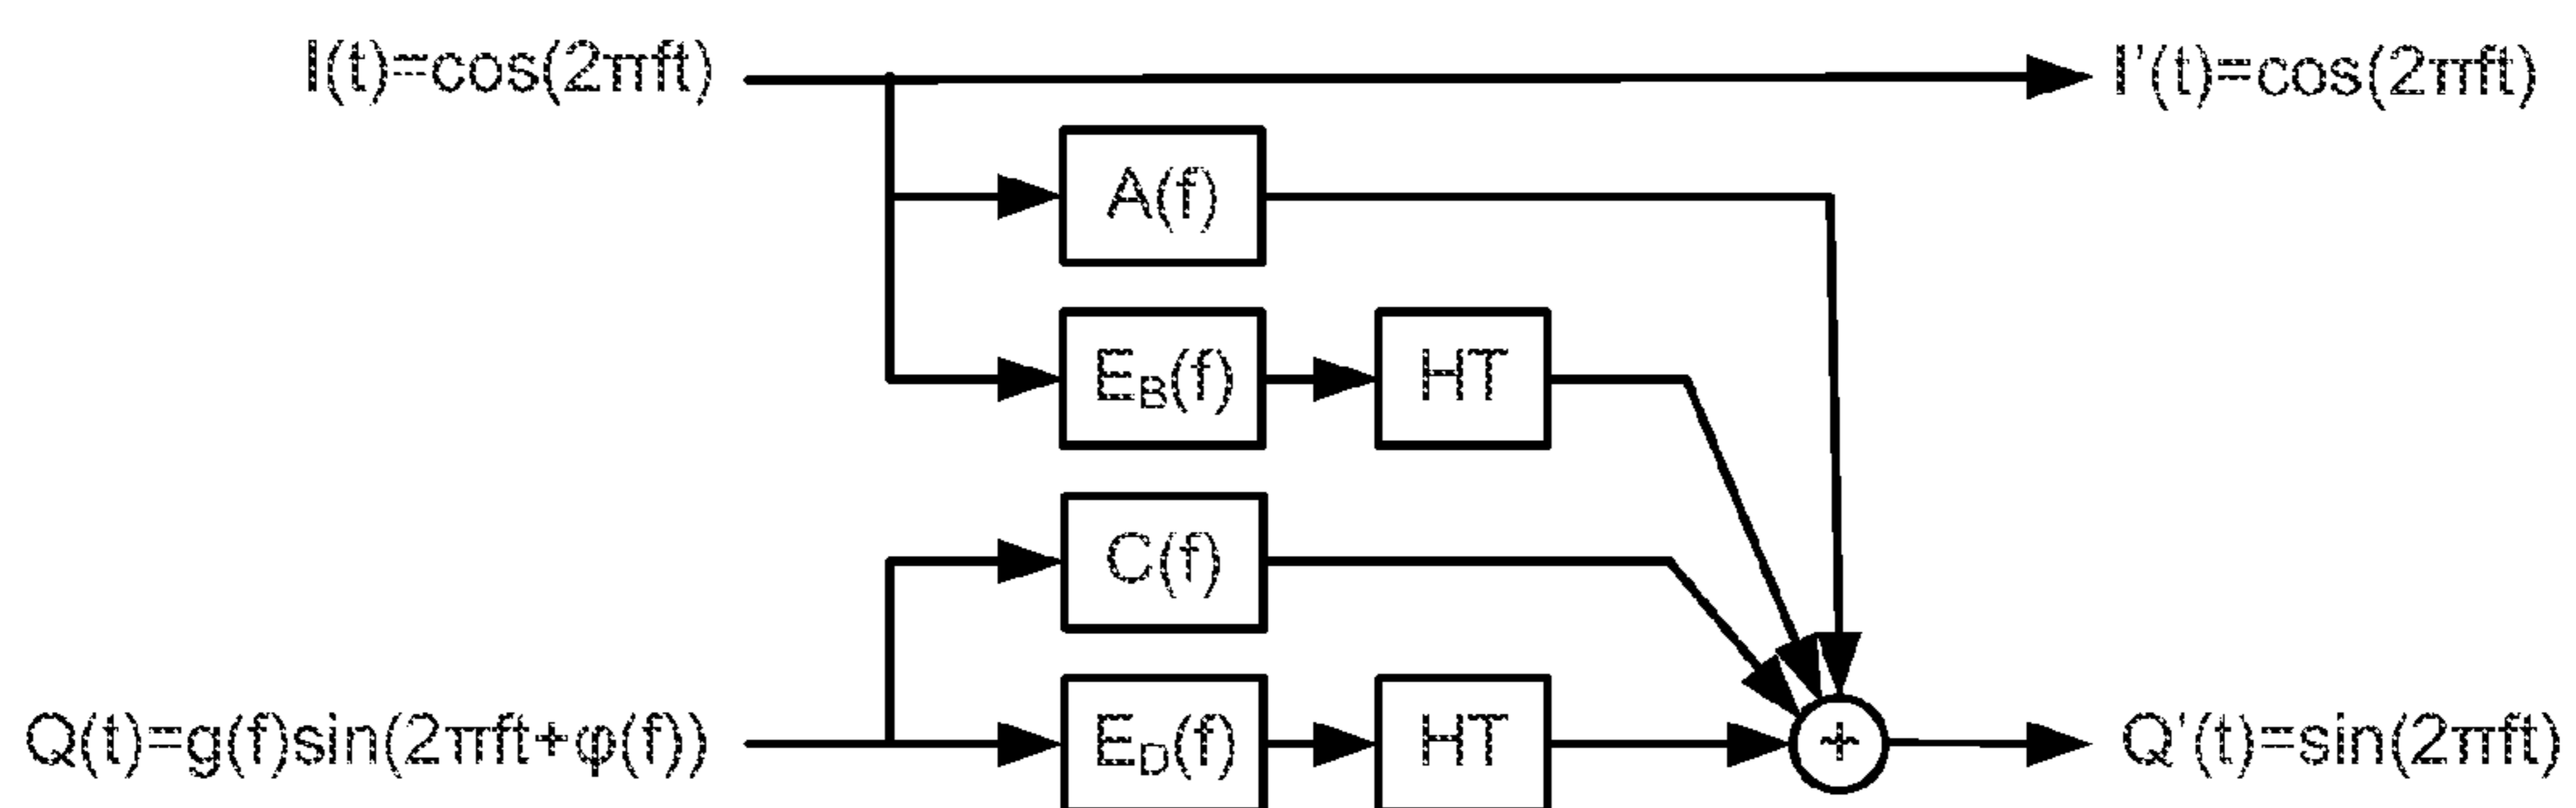 I(t)=cos(2πft)
I'(t)=cos(2πft)
A(f)
E_B(f)
HT
C(f)
Q(t)=g(f)sin(2πft+φ(f))
E_D(f)
HT
+
Q'(t)=sin(2πft)